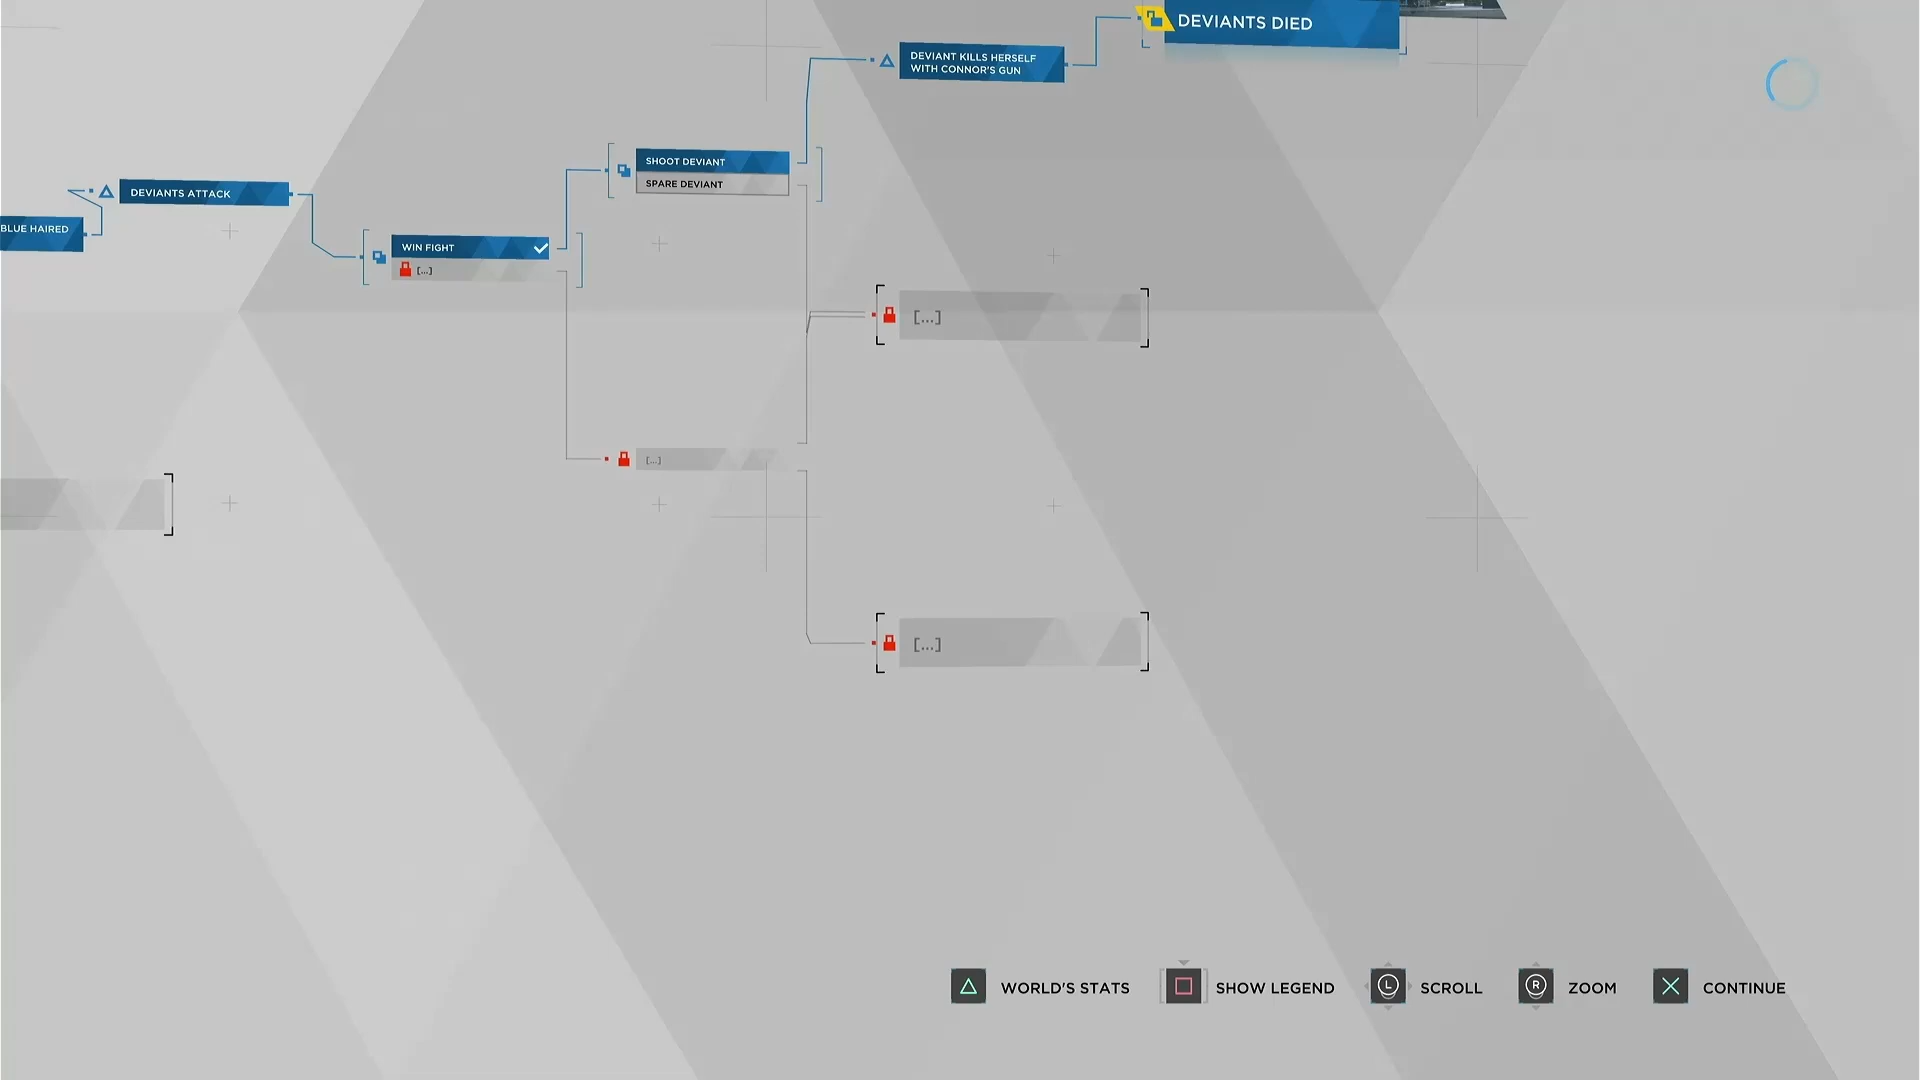 DEVIANTS DIED
DEVIANT KILLS HERSELF
WITH CONNOR'S GUN
SHOOT DEVIANT
SPARE DEVIANT
DEVIANTS ATTACK
BLUE HAIRED
WIN FIGHT
[...]
[...]
[...]
[...]
WORLD'S STATS
SHOW LEGEND
L
SCROLL
R
ZOOM
CONTINUE